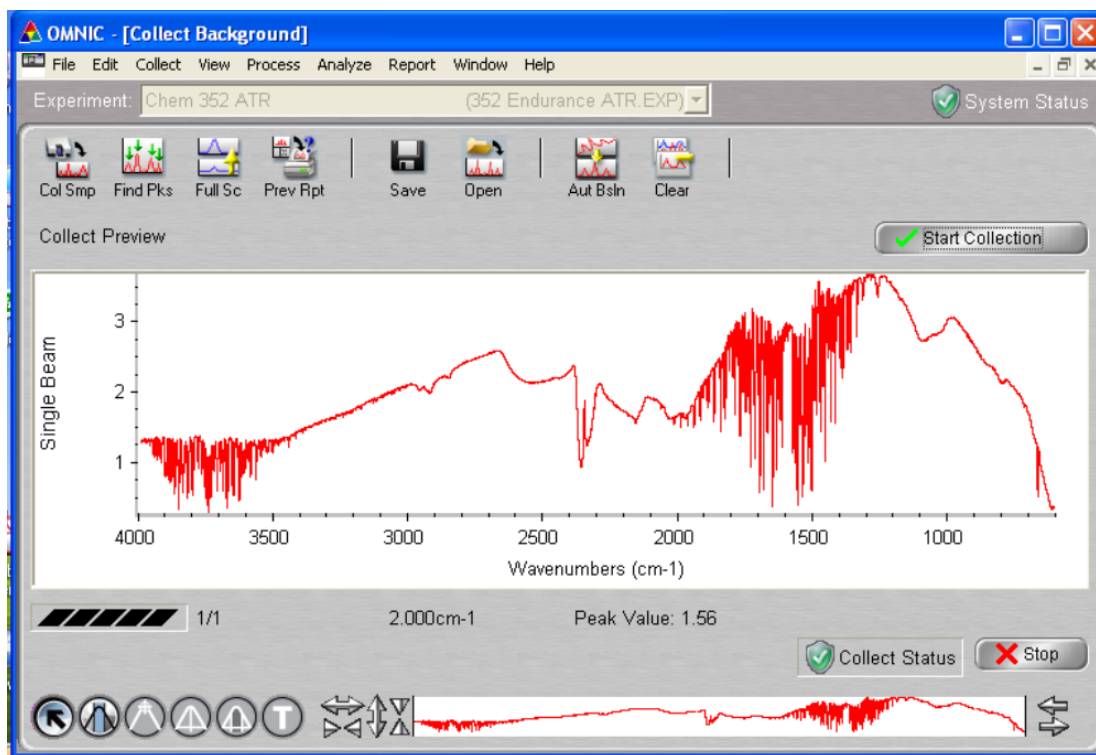 OMNIC - [Collect Background]
File Edit Collect View Process Analyze Report Window Help
Experiment: Chem 352 ATR (352 Endurance ATR.EXP) System Status
Col Smp Find Pks Full Sc Prev Rpt Save Open Aut Bsln Clear
Collect Preview Start Collection
Single Beam
3
2
1
4000 3500 3000 2500 2000 1500 1000
Wavenumbers (cm-1)
1/1 2.000cm-1 Peak Value: 1.56
Collect Status Stop
T